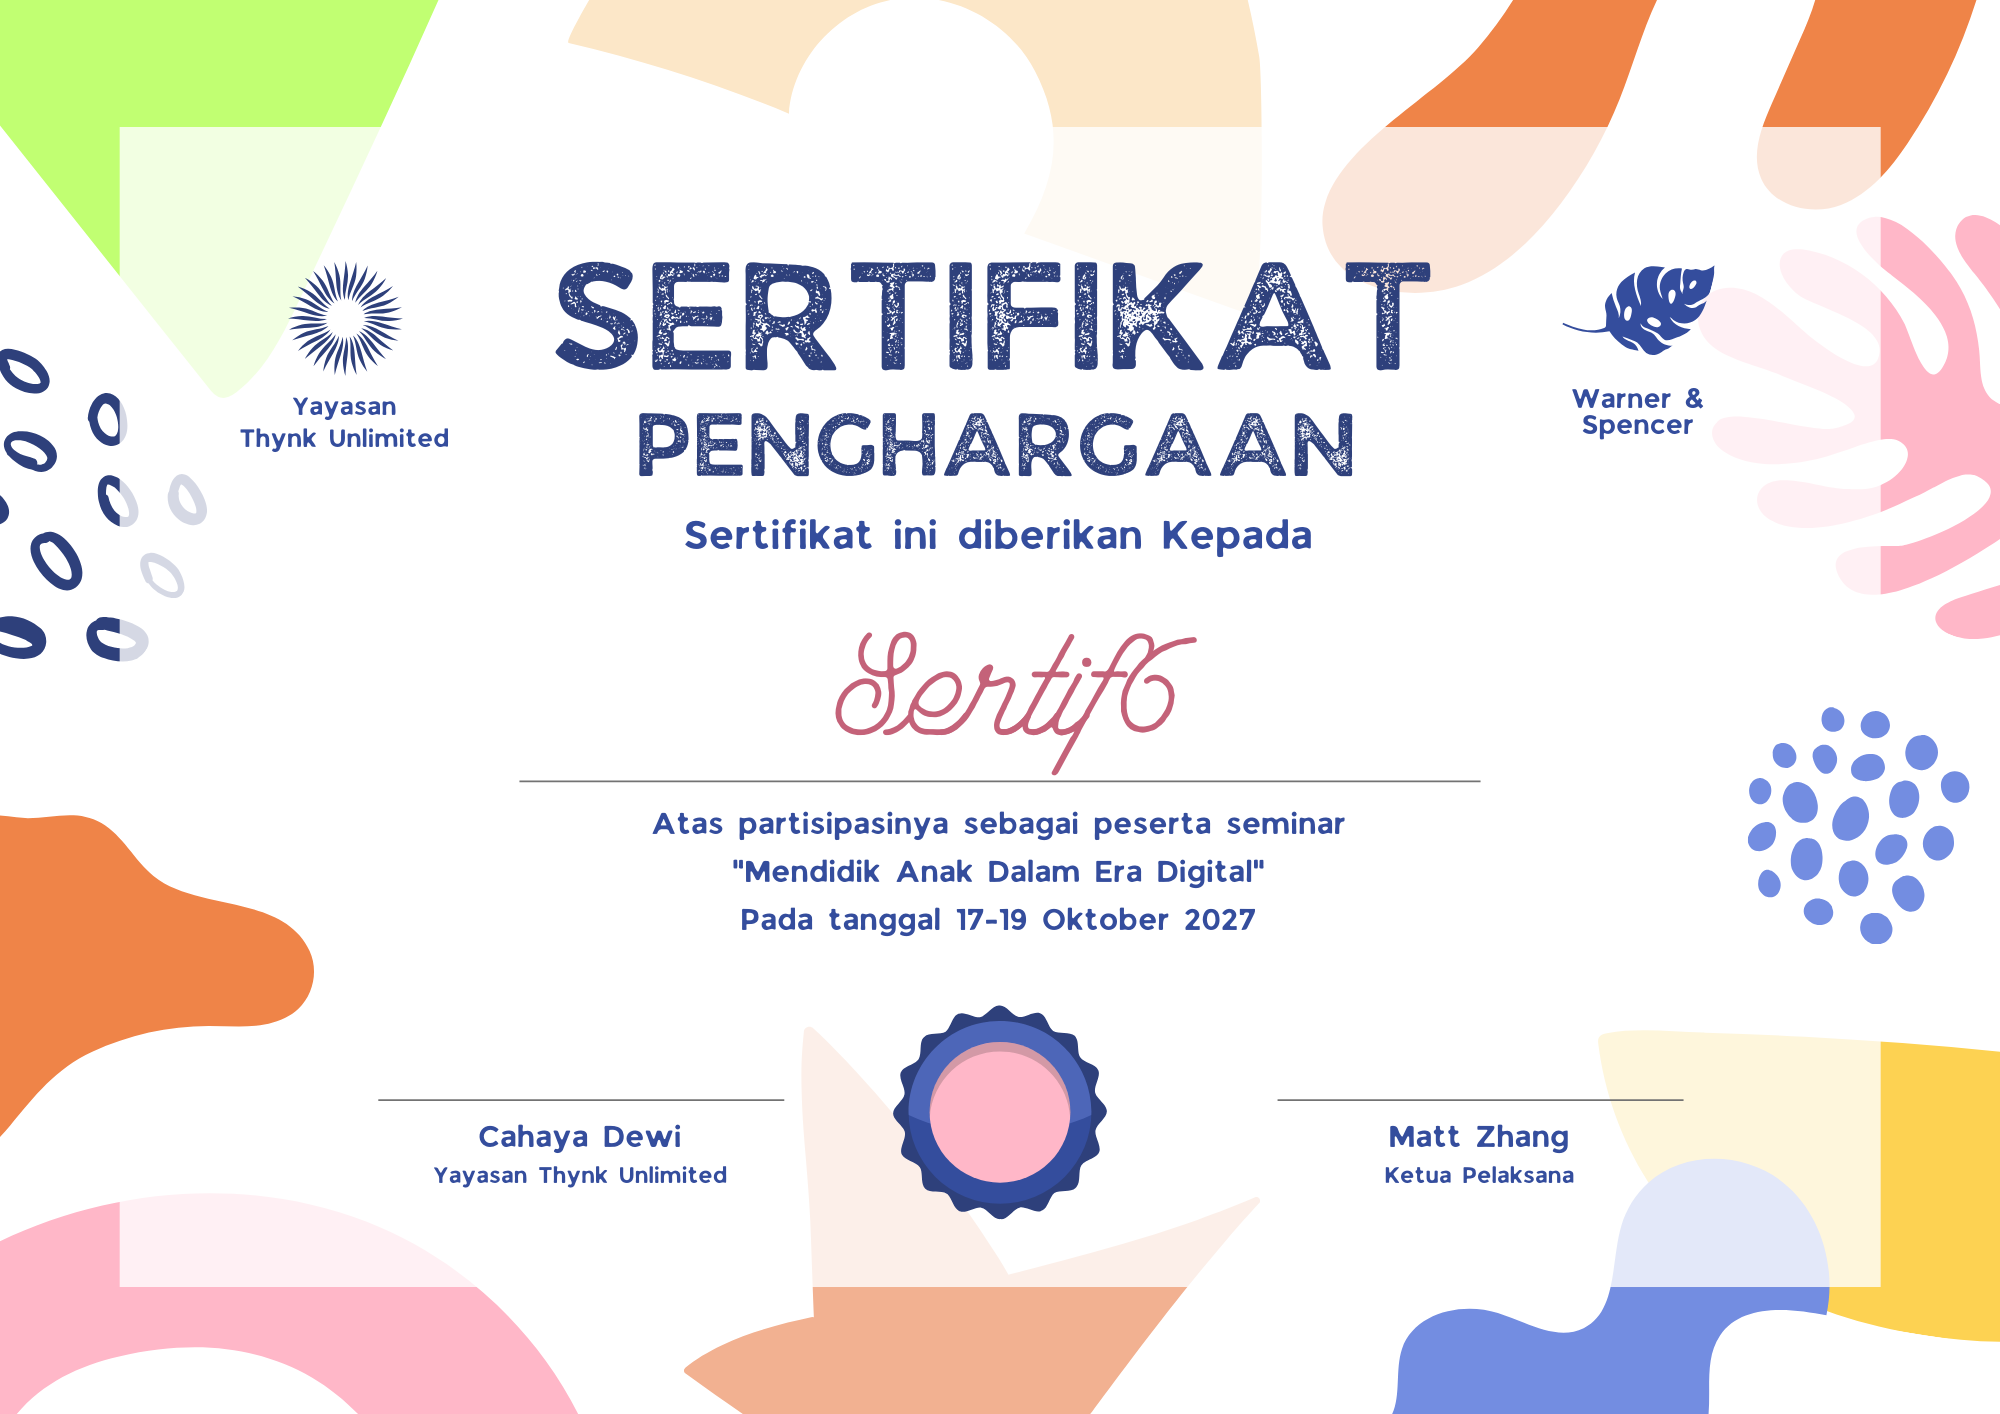 SERTIFIKAT
PENGHARGAAN
Yayasan
Thynk Unlimited
Warner &
Spencer
Sertifikat ini diberikan Kepada
Atas partisipasinya sebagai peserta seminar
"Mendidik Anak Dalam Era Digital"
Pada tanggal 17-19 Oktober 2027
Cahaya Dewi
Yayasan Thynk Unlimited
Matt Zhang
Ketua Pelaksana